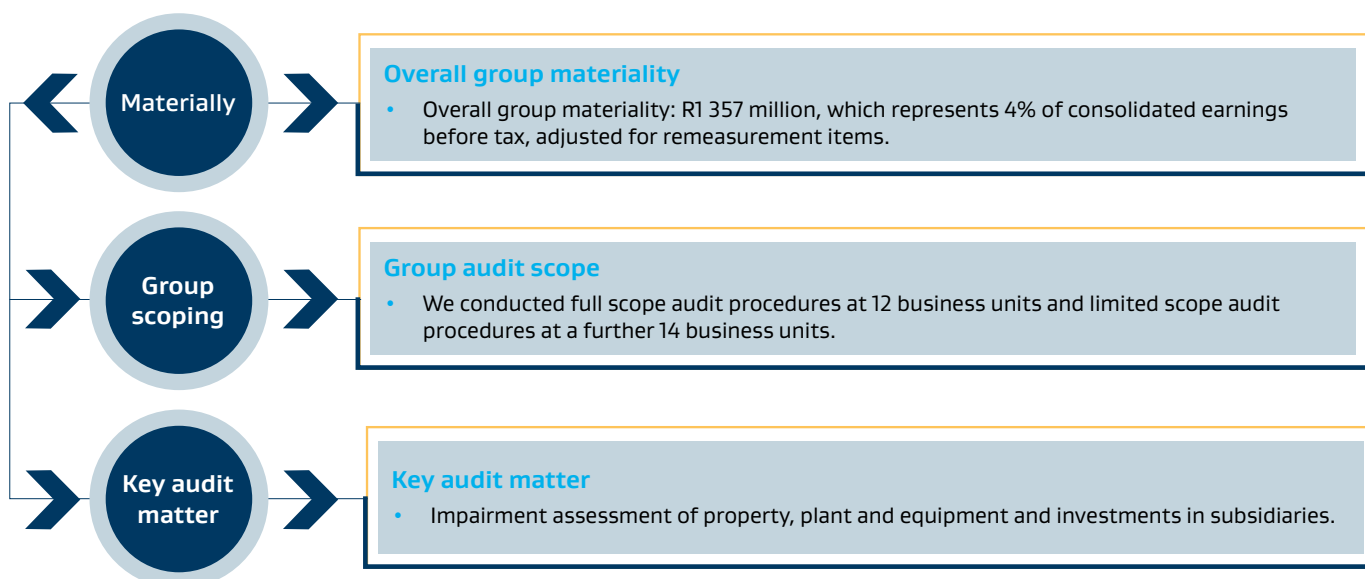 Materially
Overall group materiality
• Overall group materiality: R1 357 million, which represents 4% of consolidated earnings
before tax, adjusted for remeasurement items.
Group
scoping
Group audit scope
• We conducted full scope audit procedures at 12 business units and limited scope audit
procedures at a further 14 business units.
Key audit
matter
Key audit matter
• Impairment assessment of property, plant and equipment and investments in subsidiaries.